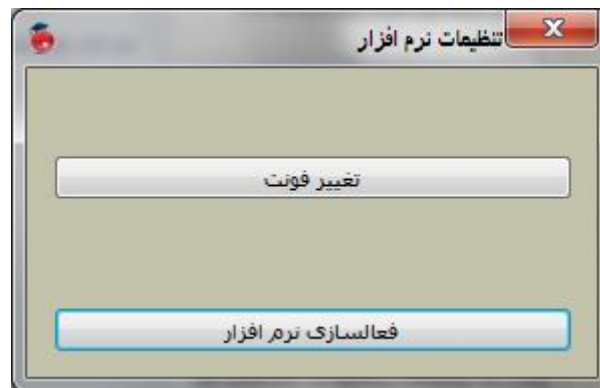 تنظیمات نرم افزار
تغییر فونت
فعالسازی نرم افزار